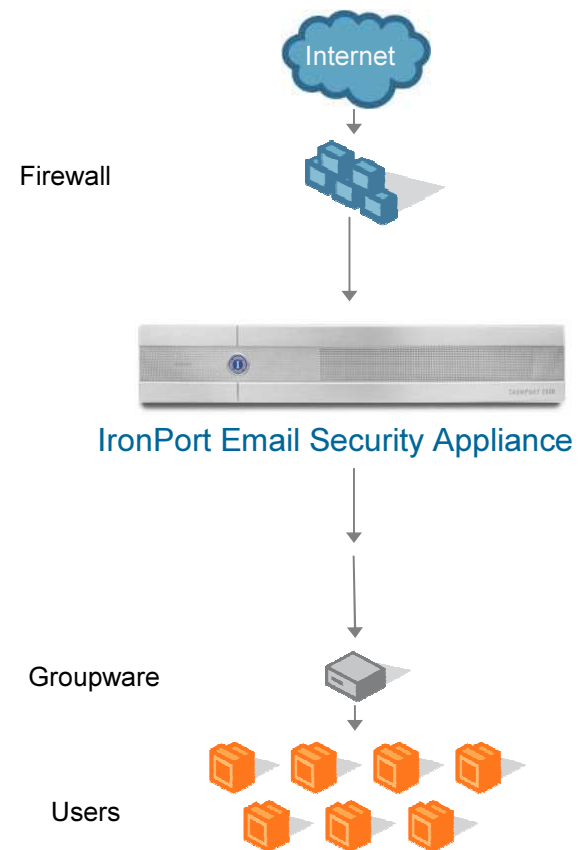 Internet
Firewall
IronPort Email Security Appliance
Groupware
Users